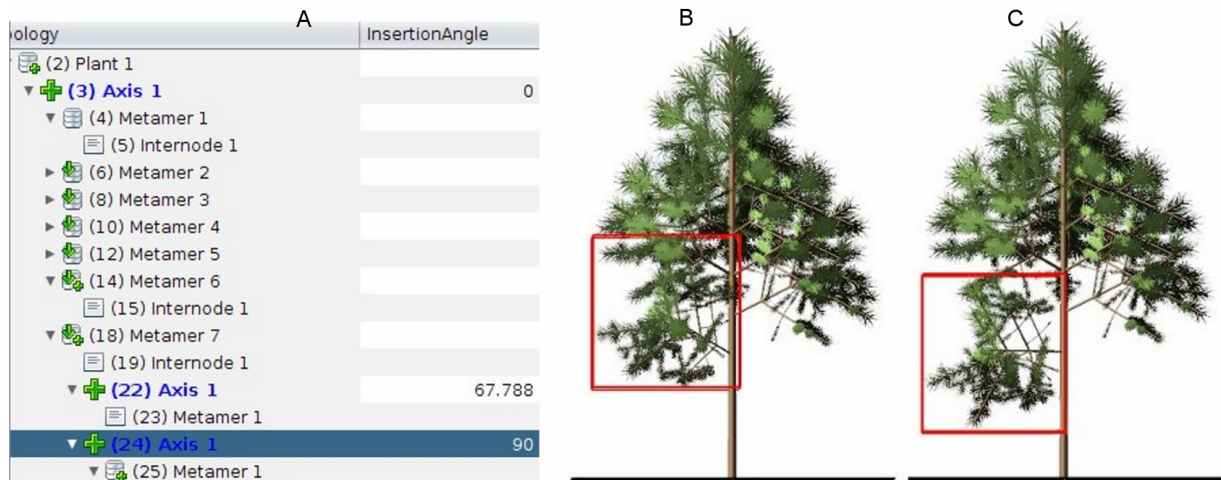 A
B
C
ology InsertionAngle
(2) Plant 1
(3) Axis 1 0
(4) Metamer 1
(5) Internode 1
(6) Metamer 2
(8) Metamer 3
(10) Metamer 4
(12) Metamer 5
(14) Metamer 6
(15) Internode 1
(18) Metamer 7
(19) Internode 1
(22) Axis 1 67.788
(23) Metamer 1
(24) Axis 1 90
(25) Metamer 1